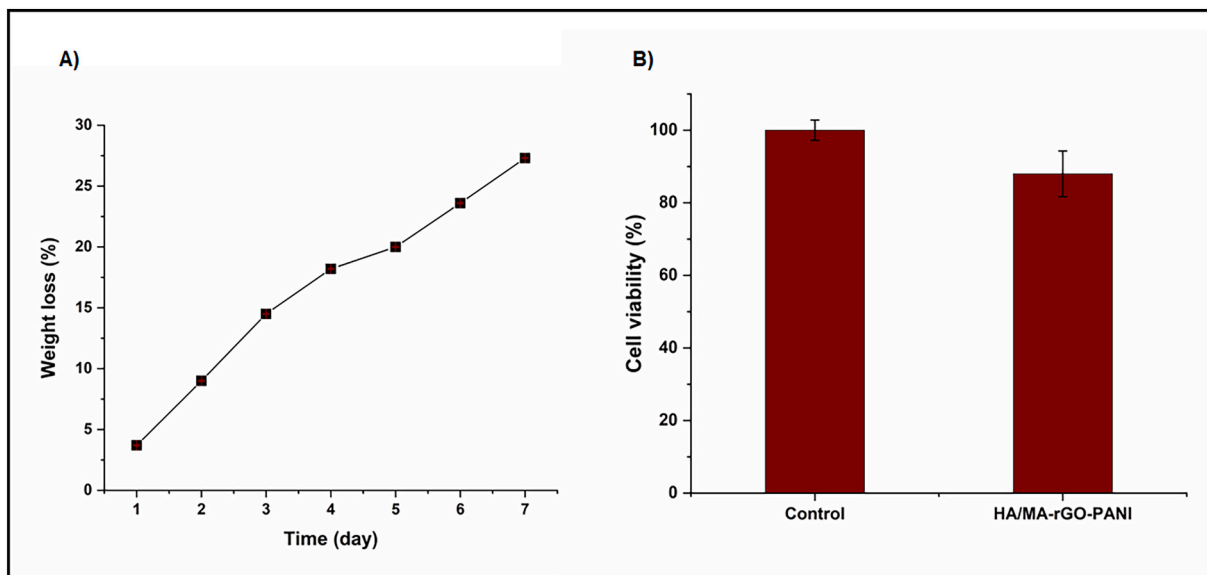 A)
Weight loss (%)
30
25
20
15
10
5
0
1 2 3 4 5 6 7
Time (day)
B)
Cell viability (%)
100
80
60
40
20
0
Control HA/MA-rGO-PANI